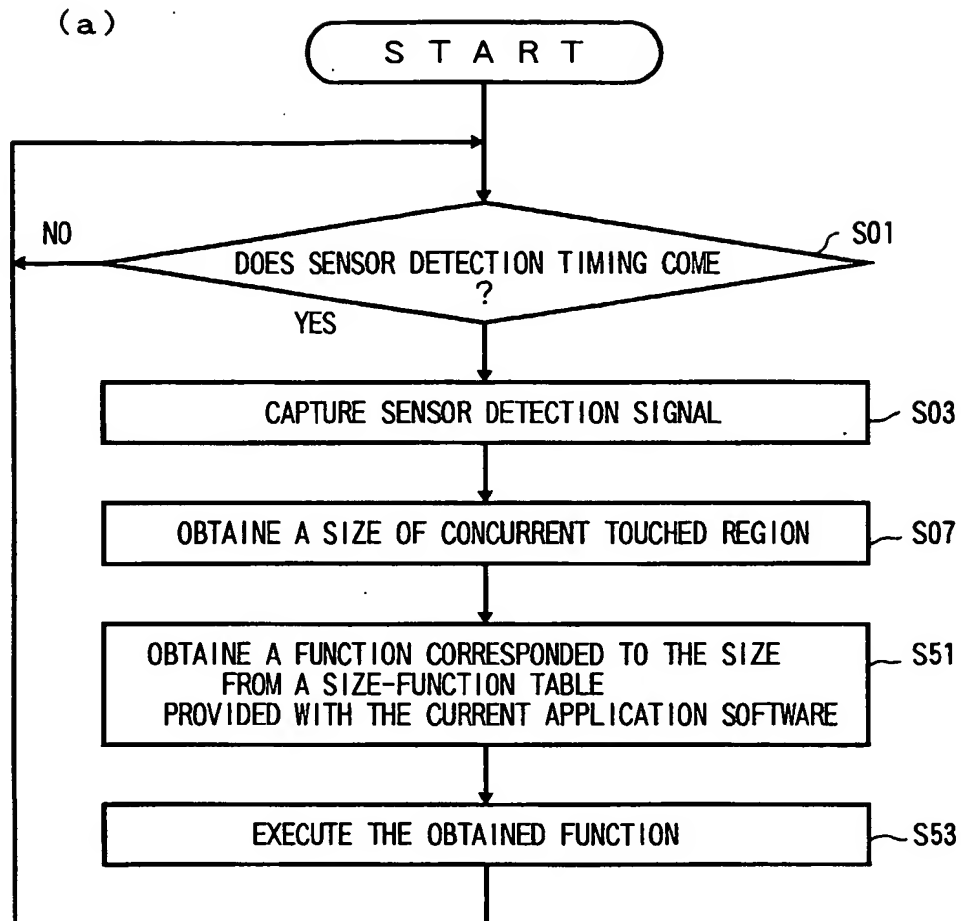 (a)
START
NO
S01
DOES SENSOR DETECTION TIMING COME
?
YES
CAPTURE SENSOR DETECTION SIGNAL
S03
OBTAINE A SIZE OF CONCURRENT TOUCHED REGION
S07
OBTAINE A FUNCTION CORRESPONDED TO THE SIZE
S51
FROM A SIZE-FUNCTION TABLE
PROVIDED WITH THE CURRENT APPLICATION SOFTWARE
EXECUTE THE OBTAINED FUNCTION
S53